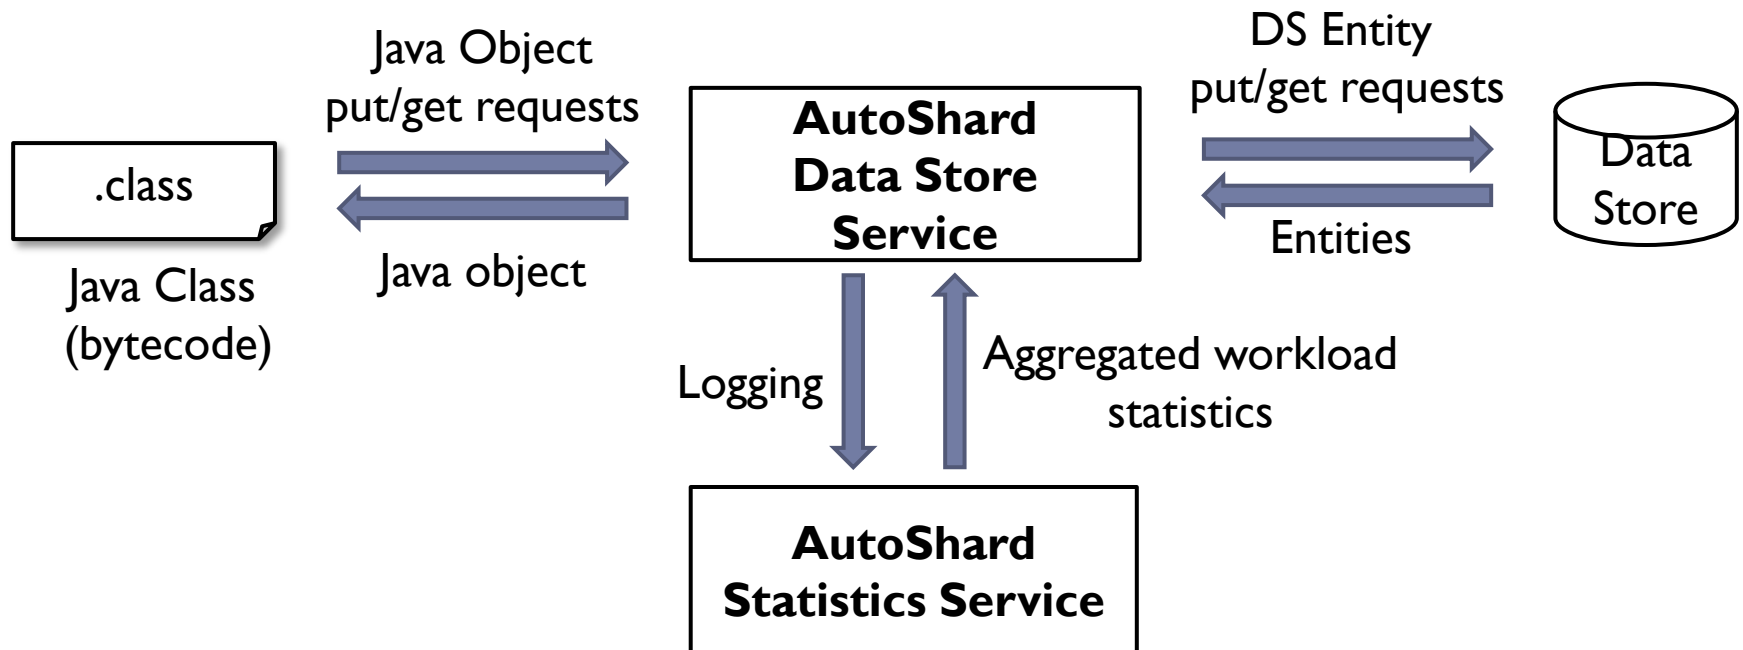 Java Object
put/get requests
DS Entity
put/get requests
.class
AutoShard
Data Store
Service
Data
Store
Java Class
(bytecode)
Java object
Entities
Logging
Aggregated workload
statistics
AutoShard
Statistics Service